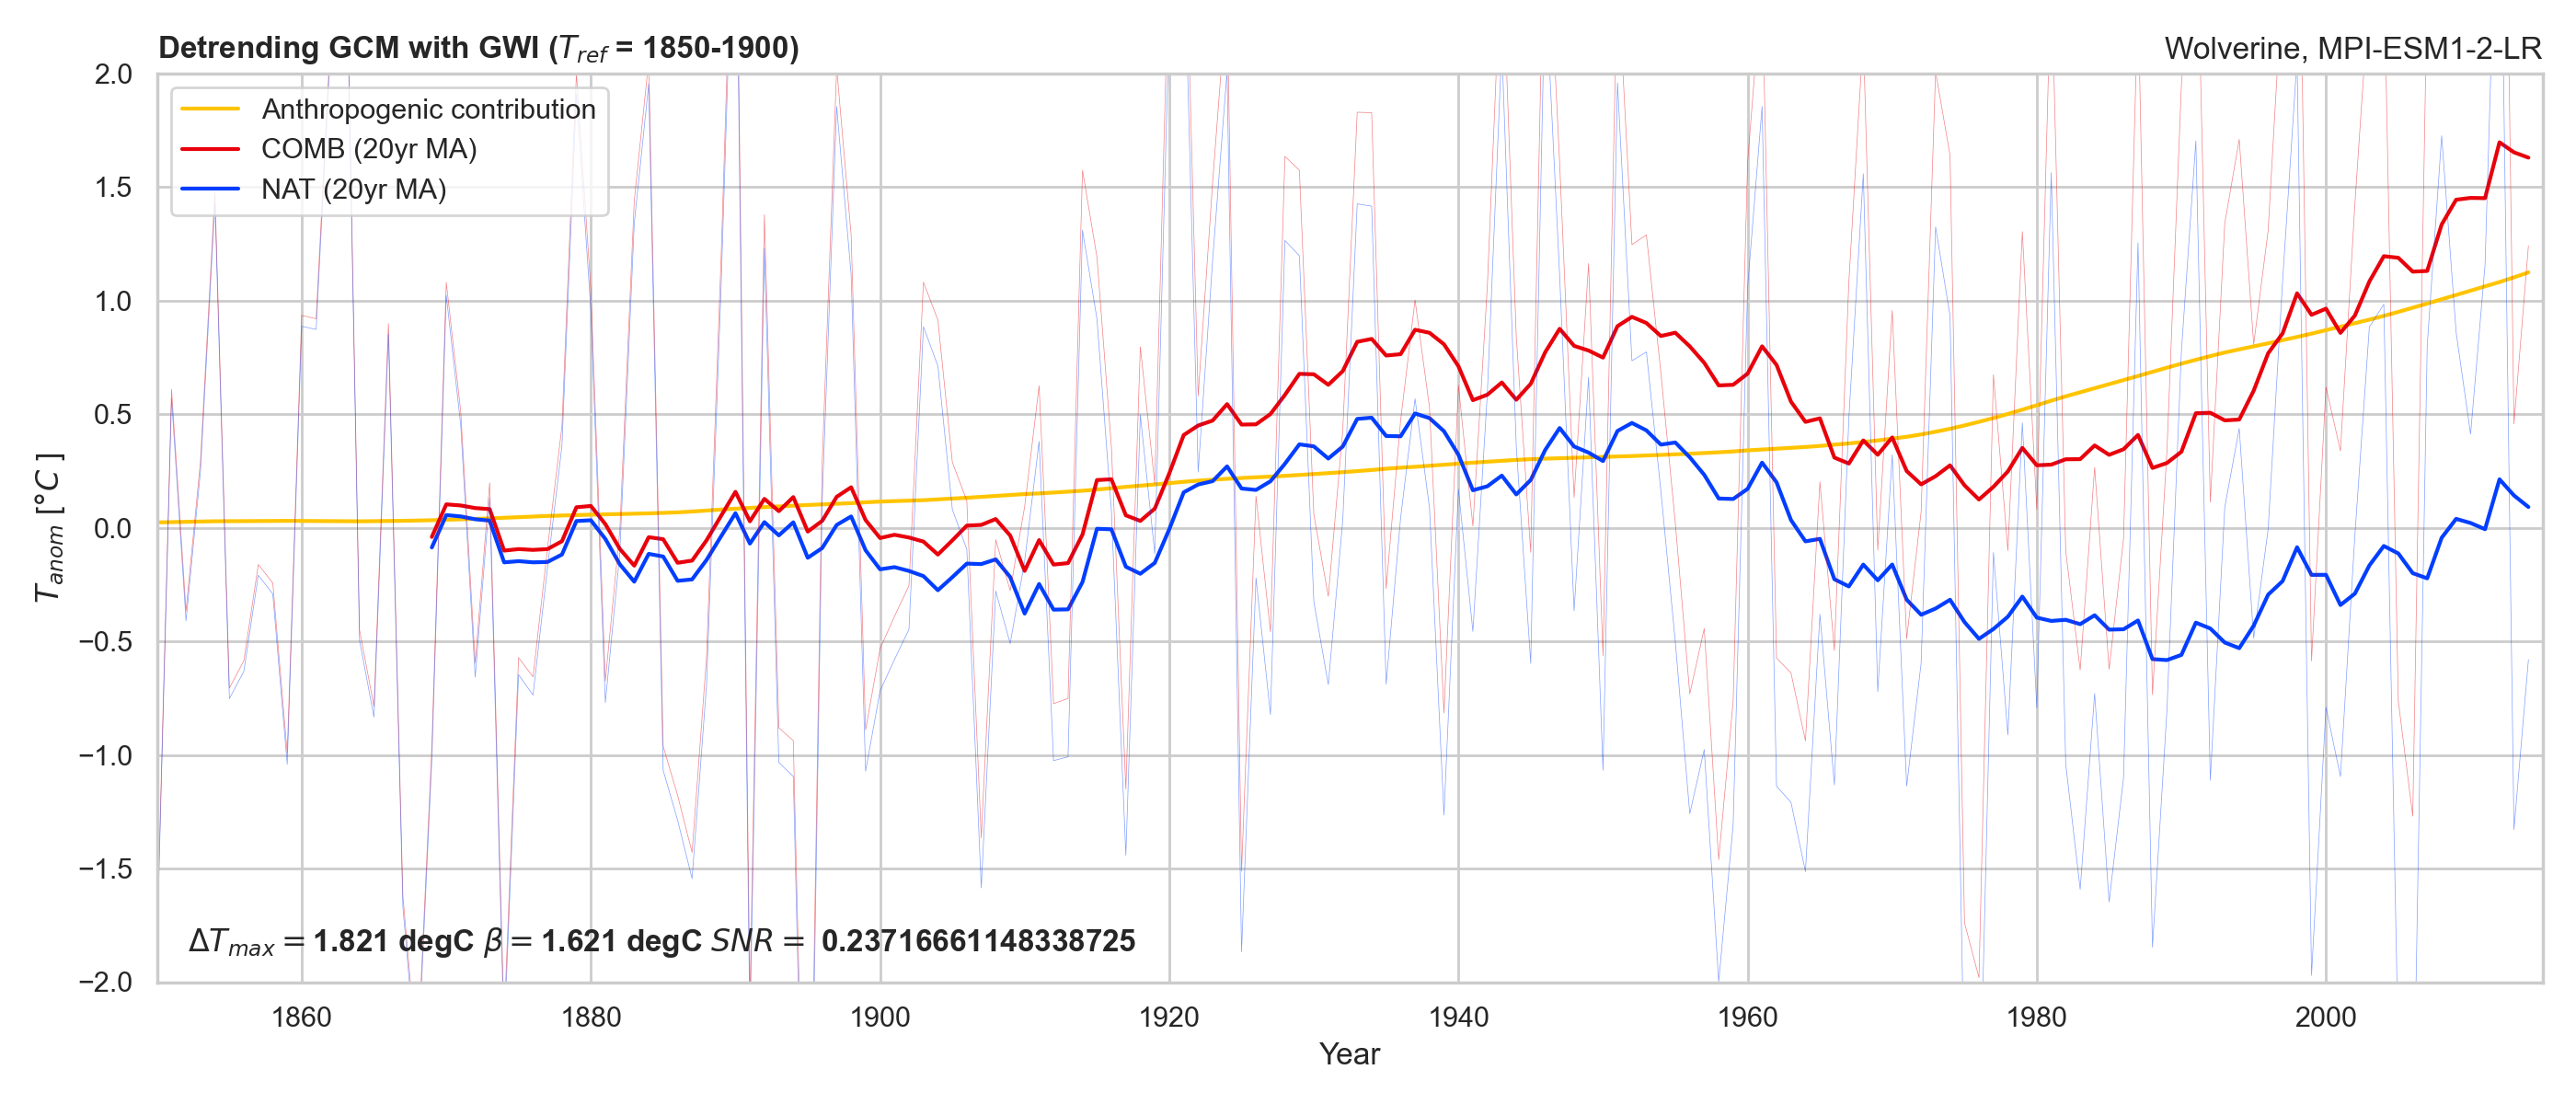 Detrending GCM with GWI (T_ref = 1850-1900)
Wolverine, MPI-ESM1-2-LR
2.0
1.5
1.0
0.5
0.0
−0.5
−1.0
−1.5
−2.0
T_anom [°C]
Anthropogenic contribution
COMB (20yr MA)
NAT (20yr MA)
ΔT_max = 1.821 degC β = 1.621 degC SNR = 0.23716661148338725
1860 1880 1900 1920 1940 1960 1980 2000
Year